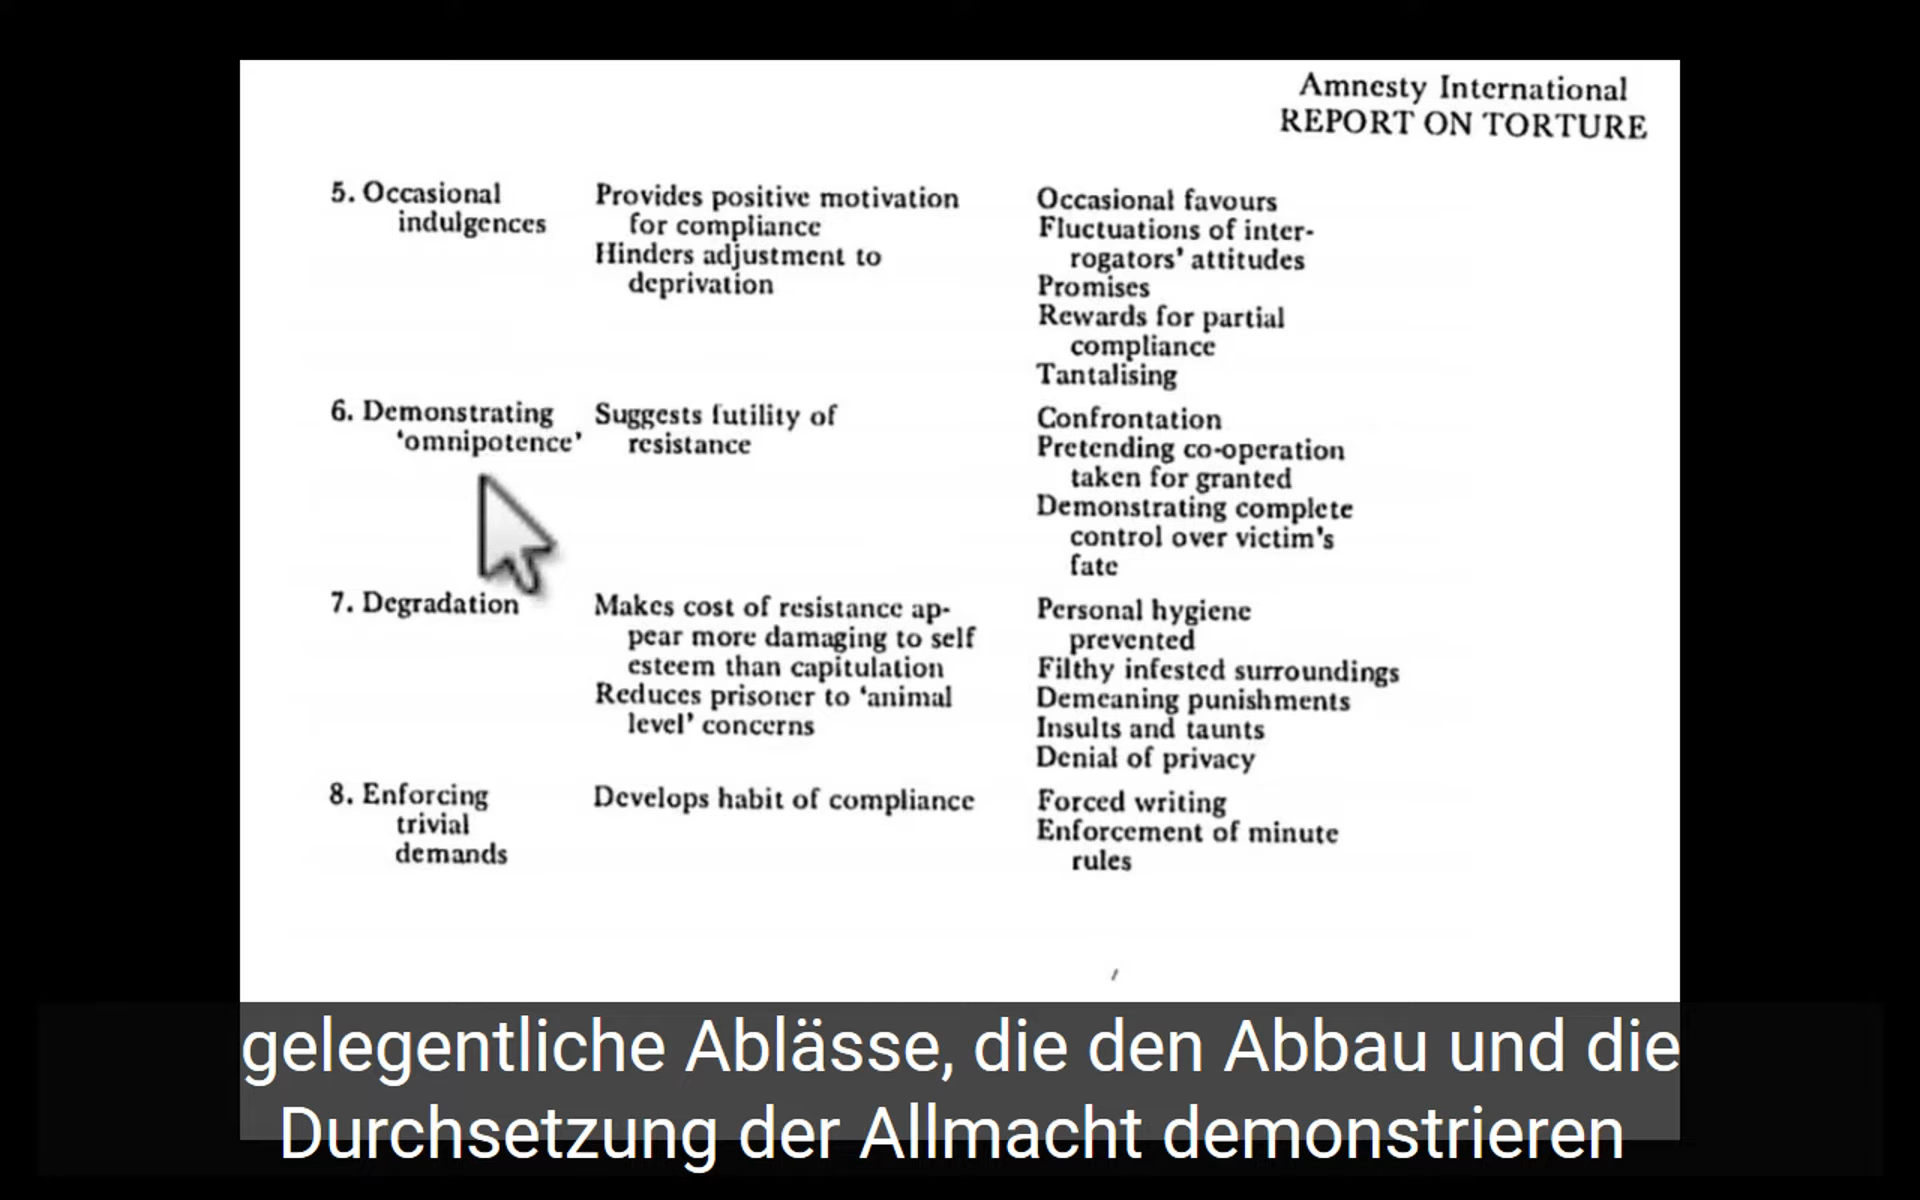 Amnesty International
REPORT ON TORTURE
5. Occasional
indulgences
Provides positive motivation
for compliance
Hinders adjustment to
deprivation
Occasional favours
Fluctuations of inter-
rogators' attitudes
Promises
Rewards for partial
compliance
Tantalising
6. Demonstrating
‘omnipotence’
Suggests futility of
resistance
Confrontation
Pretending co-operation
taken for granted
Demonstrating complete
control over victim's
fate
7. Degradation
Makes cost of resistance ap-
pear more damaging to self
esteem than capitulation
Reduces prisoner to ‘animal
level’ concerns
Personal hygiene
prevented
Filthy infested surroundings
Demeaning punishments
Insults and taunts
Denial of privacy
8. Enforcing
trivial
demands
Develops habit of compliance
Forced writing
Enforcement of minute
rules
gelegentliche Ablässe, die den Abbau und die
Durchsetzung der Allmacht demonstrieren